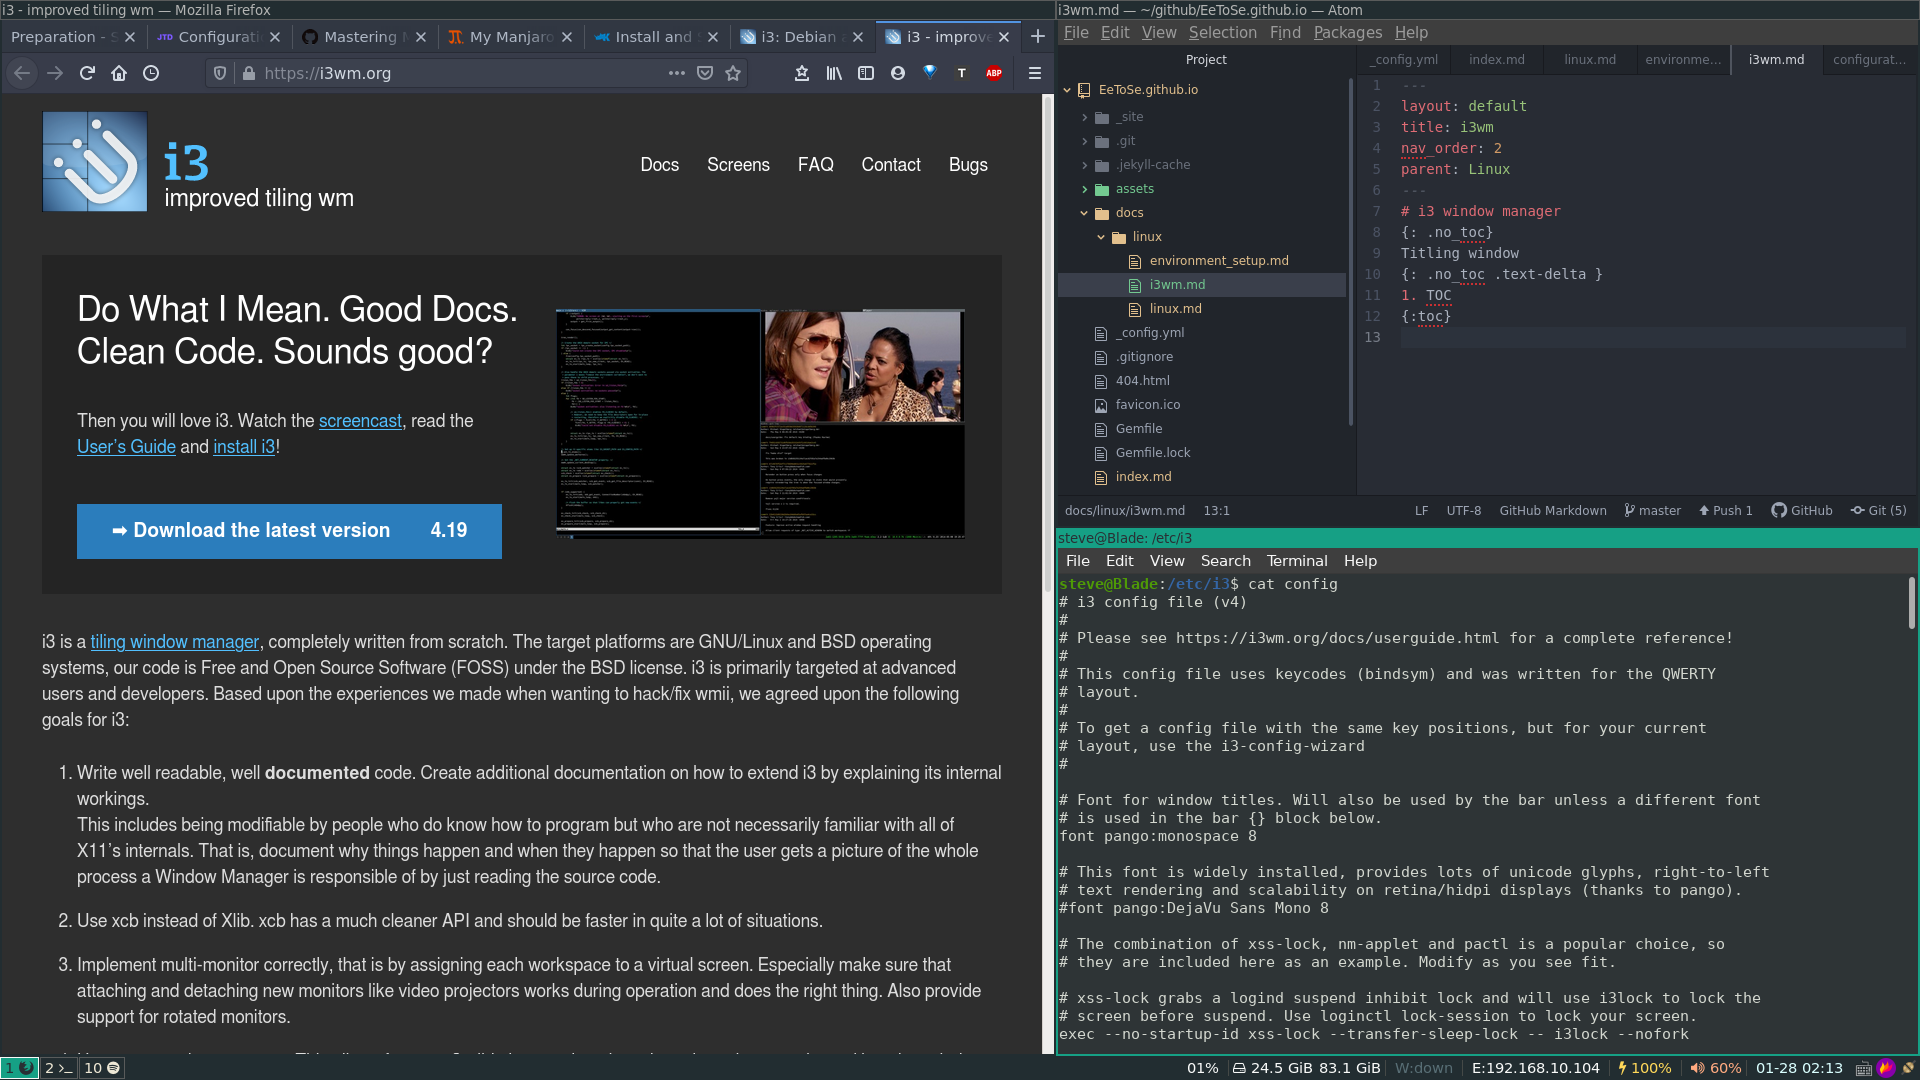 i3 - improved tiling wm — Mozilla Firefox
Preparation - S
JTD Configurati
Mastering M
My Manjaro
Install and S
i3: Debian a
i3 - improve
https://i3wm.org
T
ABP
i3
improved tiling wm
Docs Screens FAQ Contact Bugs
Do What I Mean. Good Docs.
Clean Code. Sounds good?
Then you will love i3. Watch the screencast, read the
User’s Guide and install i3!
➡ Download the latest version 4.19
i3 is a tiling window manager, completely written from scratch. The target platforms are GNU/Linux and BSD operating
systems, our code is Free and Open Source Software (FOSS) under the BSD license. i3 is primarily targeted at advanced
users and developers. Based upon the experiences we made when wanting to hack/fix wmii, we agreed upon the following
goals for i3:
1. Write well readable, well documented code. Create additional documentation on how to extend i3 by explaining its internal
workings.
This includes being modifiable by people who do know how to program but who are not necessarily familiar with all of
X11’s internals. That is, document why things happen and when they happen so that the user gets a picture of the whole
process a Window Manager is responsible of by just reading the source code.
2. Use xcb instead of Xlib. xcb has a much cleaner API and should be faster in quite a lot of situations.
3. Implement multi-monitor correctly, that is by assigning each workspace to a virtual screen. Especially make sure that
attaching and detaching new monitors like video projectors works during operation and does the right thing. Also provide
support for rotated monitors.
i3wm.md — ~/github/EeToSe.github.io — Atom
File Edit View Selection Find Packages Help
Project
EeToSe.github.io
_site
.git
.jekyll-cache
assets
docs
linux
environment_setup.md
i3wm.md
linux.md
_config.yml
.gitignore
404.html
favicon.ico
Gemfile
Gemfile.lock
index.md
_config.yml index.md linux.md environme... i3wm.md configurat...
1 ---
2 layout: default
3 title: i3wm
4 nav_order: 2
5 parent: Linux
6 ---
7 # i3 window manager
8 {: .no_toc}
9 Titling window
10 {: .no_toc .text-delta }
11 1. TOC
12 {:toc}
13
docs/linux/i3wm.md 13:1 LF UTF-8 GitHub Markdown master Push 1 GitHub Git (5)
steve@Blade: /etc/i3
File Edit View Search Terminal Help
steve@Blade:/etc/i3$ cat config
# i3 config file (v4)
#
# Please see https://i3wm.org/docs/userguide.html for a complete reference!
#
# This config file uses keycodes (bindsym) and was written for the QWERTY
# layout.
#
# To get a config file with the same key positions, but for your current
# layout, use the i3-config-wizard
#
# Font for window titles. Will also be used by the bar unless a different font
# is used in the bar {} block below.
font pango:monospace 8
# This font is widely installed, provides lots of unicode glyphs, right-to-left
# text rendering and scalability on retina/hidpi displays (thanks to pango).
#font pango:DejaVu Sans Mono 8
# The combination of xss-lock, nm-applet and pactl is a popular choice, so
# they are included here as an example. Modify as you see fit.
# xss-lock grabs a logind suspend inhibit lock and will use i3lock to lock the
# screen before suspend. Use loginctl lock-session to lock your screen.
exec --no-startup-id xss-lock --transfer-sleep-lock -- i3lock --nofork
1 2 10
01% 24.5 GiB 83.1 GiB W:down E:192.168.10.104 100% 60% 01-28 02:13